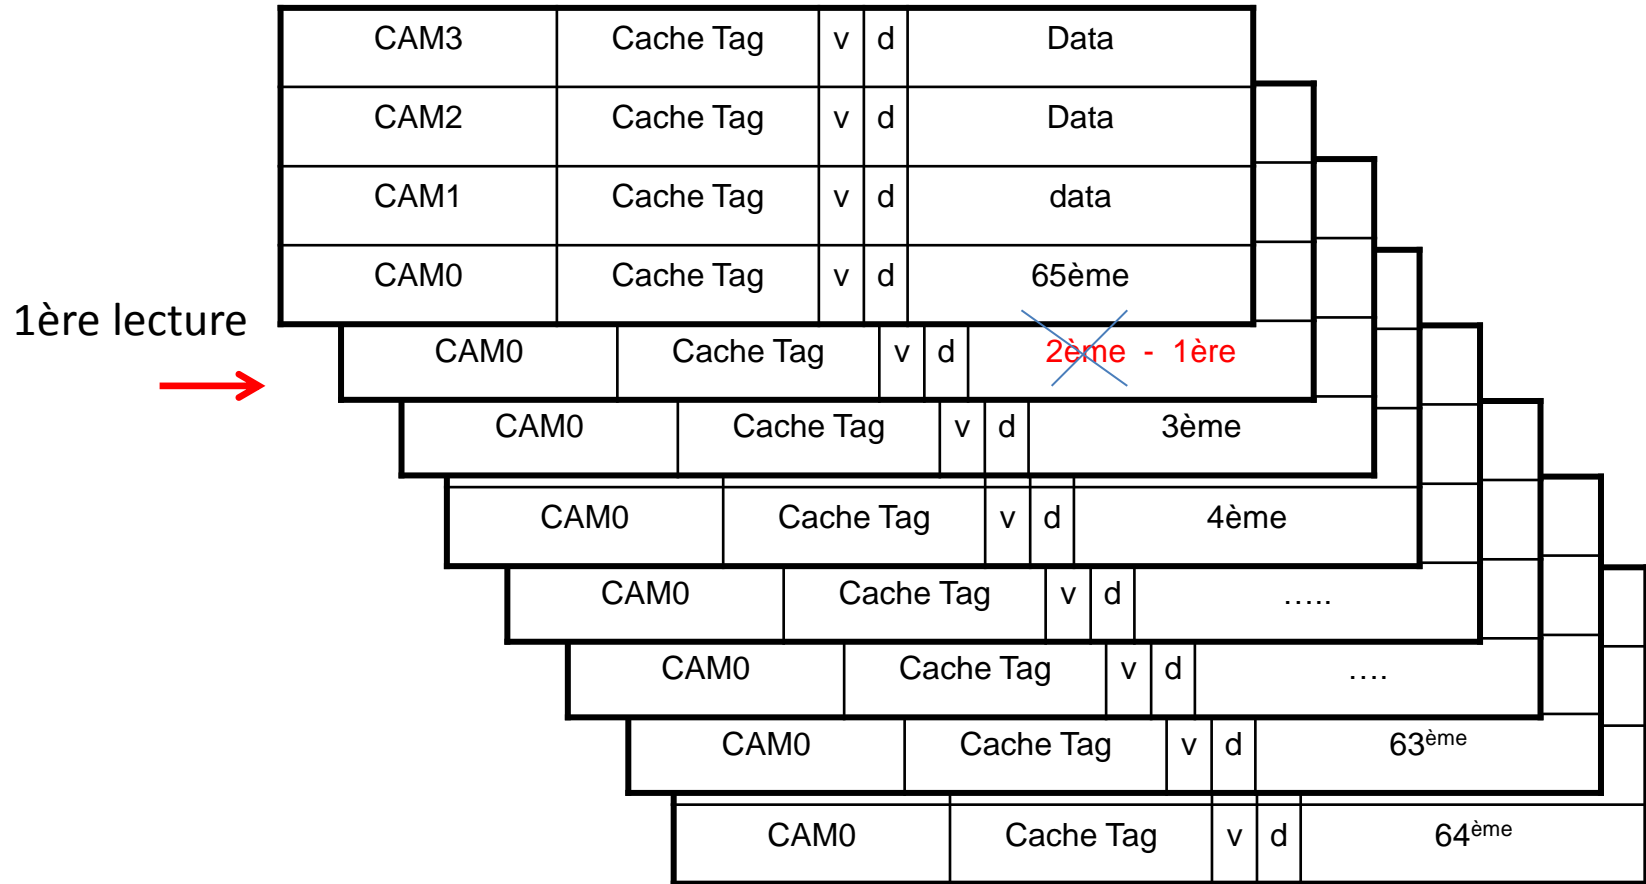 CAM3 Cache Tag v d Data
CAM2 Cache Tag v d Data
CAM1 Cache Tag v d data
CAM0 Cache Tag v d 65ème
1ère lecture
CAM0 Cache Tag v d 2ème - 1ère
CAM0 Cache Tag v d 3ème
CAM0 Cache Tag v d 4ème
CAM0 Cache Tag v d …..
CAM0 Cache Tag v d ….
CAM0 Cache Tag v d 63ème
CAM0 Cache Tag v d 64ème